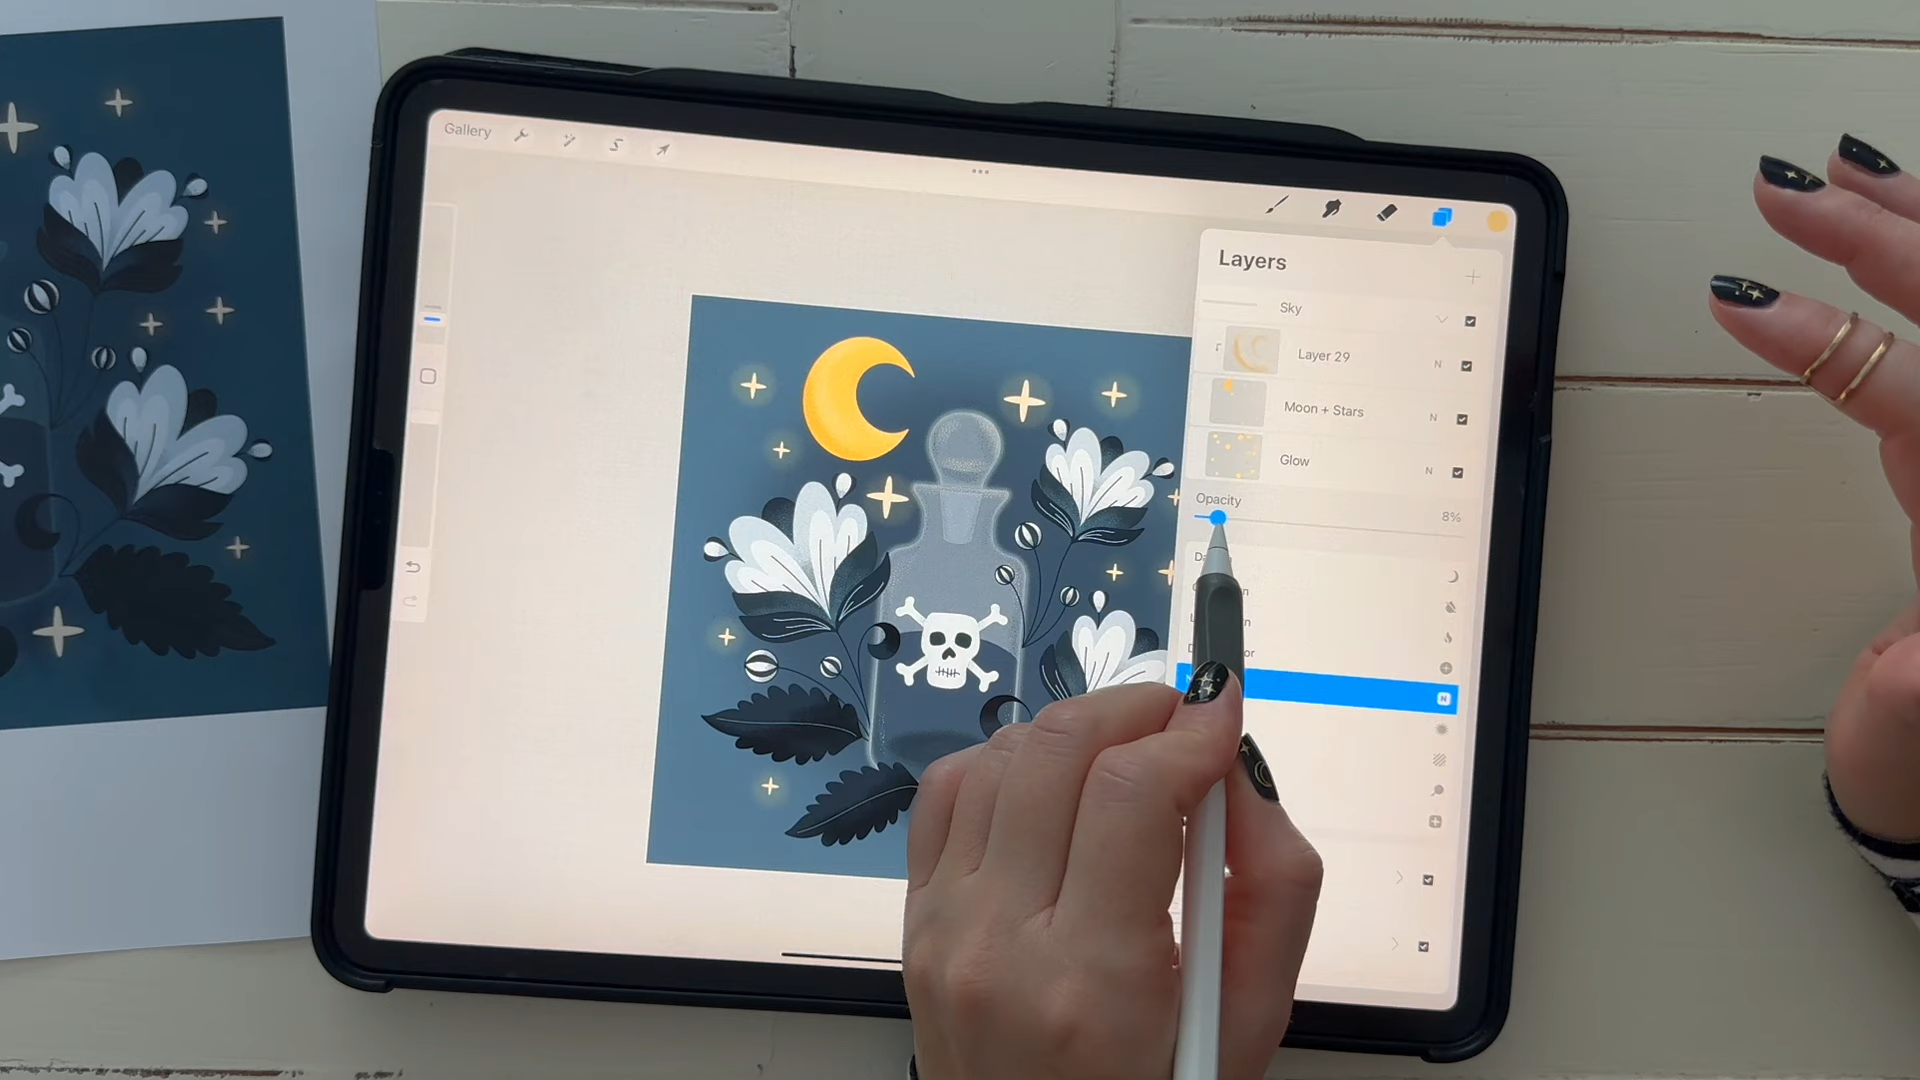 Gallery
S
Layers
Sky
Layer 29 N
Moon + Stars N
Glow N
Opacity
8%
N